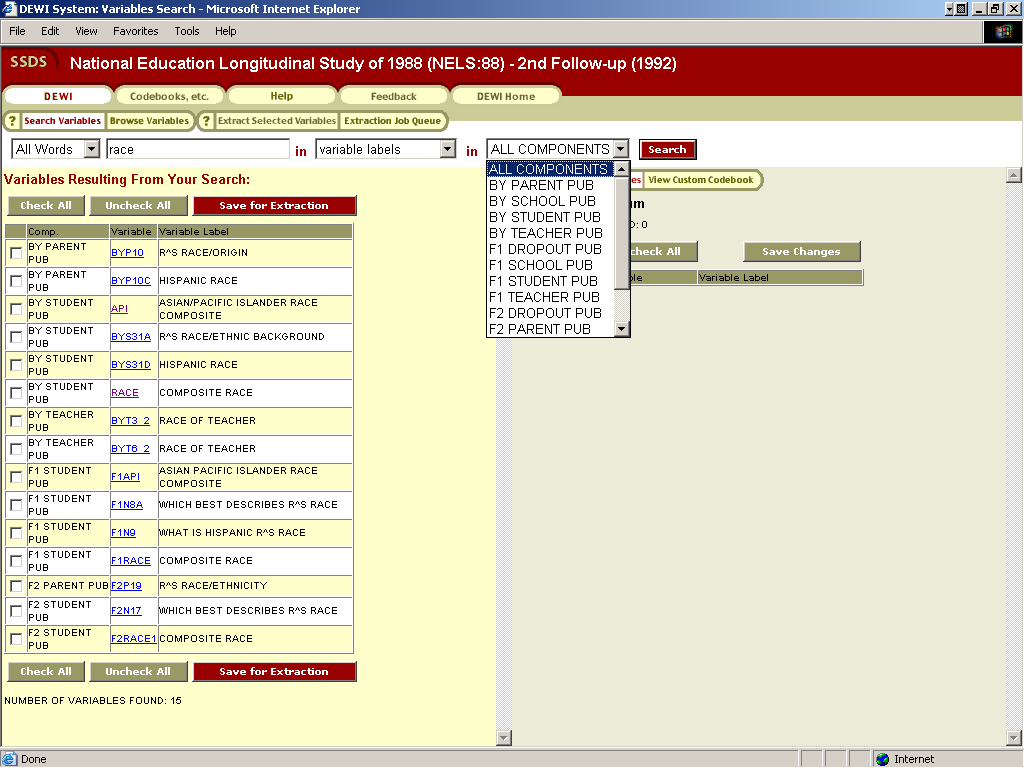 DEWI System: Variables Search - Microsoft Internet Explorer
File Edit View Favorites Tools Help
SSDS National Education Longitudinal Study of 1988 (NELS:88) - 2nd Follow-up (1992)
DEWI Codebooks, etc. Help Feedback DEWI Home
? Search Variables Browse Variables ? Extract Selected Variables Extraction Job Queue
All Words race in variable labels in ALL COMPONENTS Search
ALL COMPONENTS
BY PARENT PUB
BY SCHOOL PUB
BY STUDENT PUB
BY TEACHER PUB
F1 DROPOUT PUB
F1 SCHOOL PUB
F1 STUDENT PUB
F1 TEACHER PUB
F2 DROPOUT PUB
F2 PARENT PUB
Variables Resulting From Your Search:
Check All Uncheck All Save for Extraction
Comp. Variable Variable Label
BY PARENT PUB BYP10 R^S RACE/ORIGIN
BY PARENT PUB BYP10C HISPANIC RACE
BY STUDENT PUB API ASIAN/PACIFIC ISLANDER RACE COMPOSITE
BY STUDENT PUB BYS31A R^S RACE/ETHNIC BACKGROUND
BY STUDENT PUB BYS31D HISPANIC RACE
BY STUDENT PUB RACE COMPOSITE RACE
BY TEACHER PUB BYT3_2 RACE OF TEACHER
BY TEACHER PUB BYT6_2 RACE OF TEACHER
F1 STUDENT PUB F1API ASIAN PACIFIC ISLANDER RACE COMPOSITE
F1 STUDENT PUB F1N8A WHICH BEST DESCRIBES R^S RACE
F1 STUDENT PUB F1N9 WHAT IS HISPANIC R^S RACE
F1 STUDENT PUB F1RACE COMPOSITE RACE
F2 PARENT PUB F2P19 R^S RACE/ETHNICITY
F2 STUDENT PUB F2N17 WHICH BEST DESCRIBES R^S RACE
F2 STUDENT PUB F2RACE1 COMPOSITE RACE
Check All Uncheck All Save for Extraction
NUMBER OF VARIABLES FOUND: 15
es View Custom Codebook
um
D: 0
check All Save Changes
ble Variable Label
Done Internet